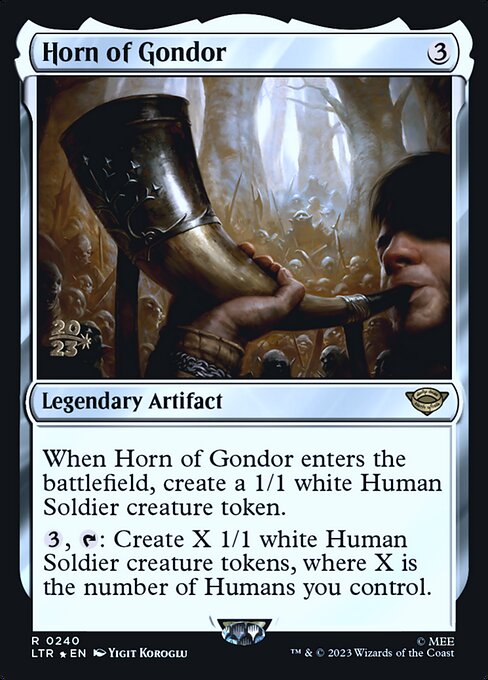 Horn of Gondor 3
20
23
Legendary Artifact
When Horn of Gondor enters the
battlefield, create a 1/1 white Human
Soldier creature token.
3, : Create X 1/1 white Human
Soldier creature tokens, where X is
the number of Humans you control.
R 0240
LTR ★ EN YIGIT KOROGLU
© MEE
™ & © 2023 Wizards of the Coast